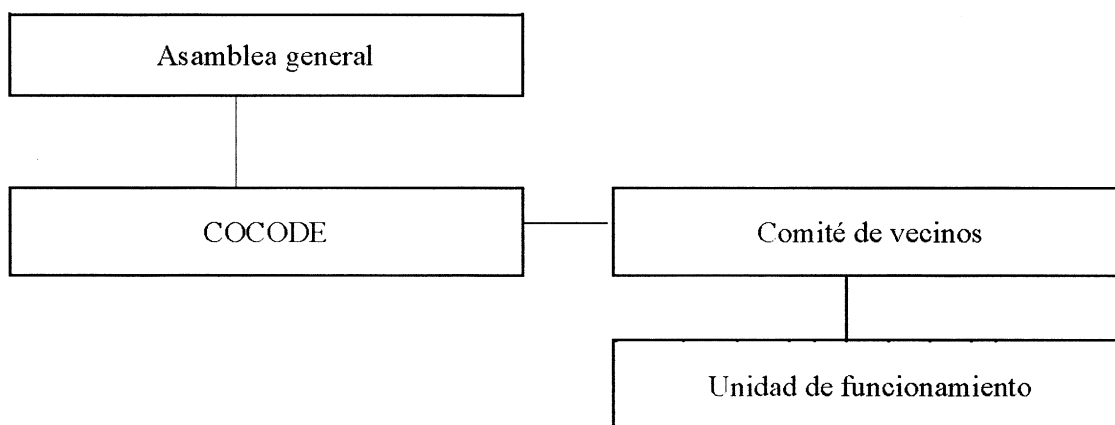 Asamblea general
COCODE
Comité de vecinos
Unidad de funcionamiento